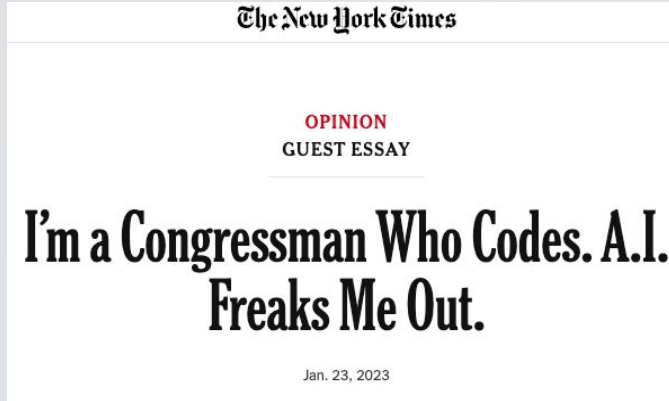 The New York Times
OPINION
GUEST ESSAY
I'm a Congressman Who Codes. A.I.
Freaks Me Out.
Jan. 23, 2023